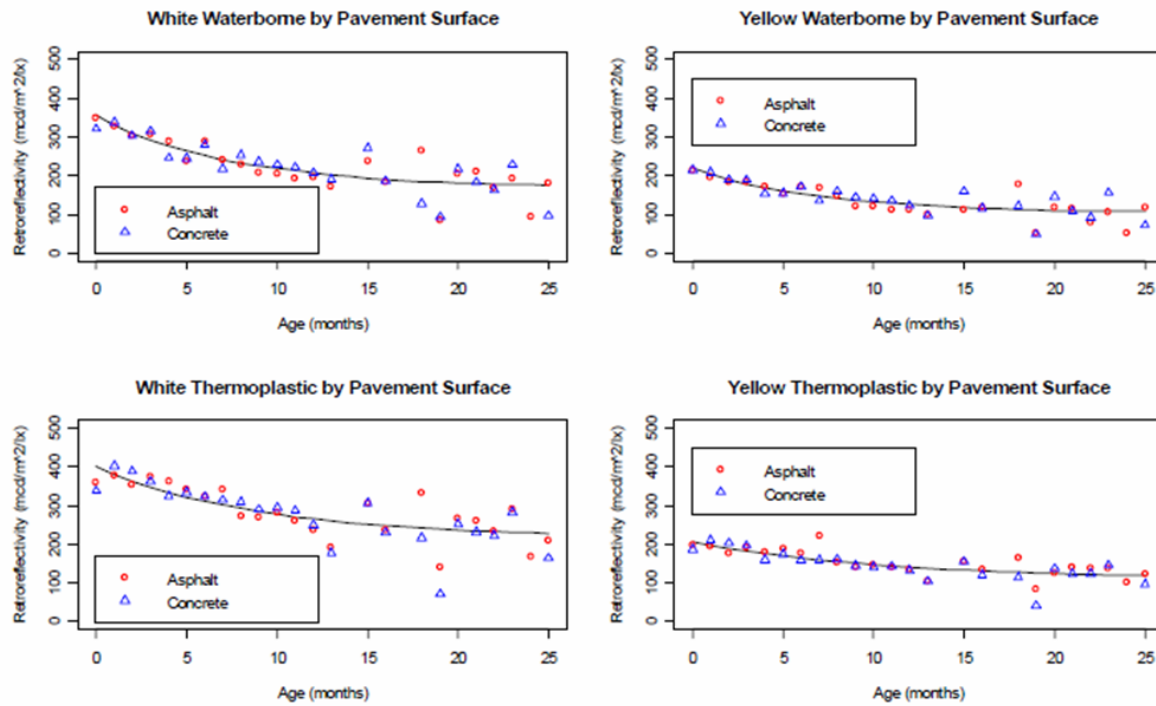 White Waterborne by Pavement Surface
Retroreflectivity (mcd/m^2/lx)
500
400
300
200
100
0
Asphalt
Concrete
0 5 10 15 20 25
Age (months)
Yellow Waterborne by Pavement Surface
Retroreflectivity (mcd/m^2/lx)
500
400
300
200
100
0
Asphalt
Concrete
0 5 10 15 20 25
Age (months)
White Thermoplastic by Pavement Surface
Retroreflectivity (mcd/m^2/lx)
500
400
300
200
100
0
Asphalt
Concrete
0 5 10 15 20 25
Age (months)
Yellow Thermoplastic by Pavement Surface
Retroreflectivity (mcd/m^2/lx)
500
400
300
200
100
0
Asphalt
Concrete
0 5 10 15 20 25
Age (months)